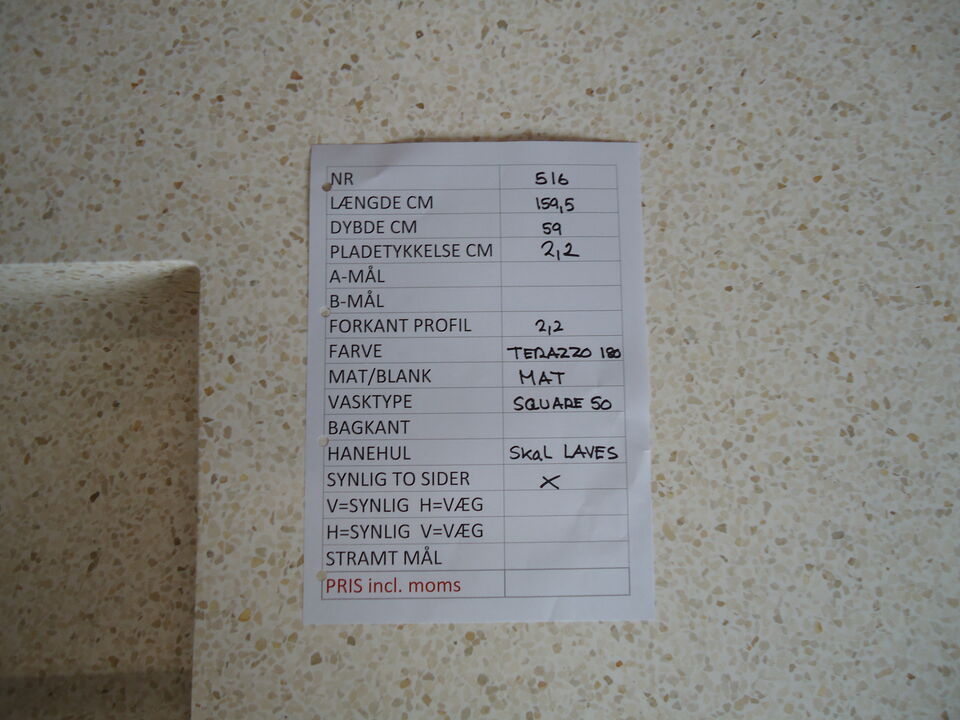 NR 516
LÆNGDE CM 159,5
DYBDE CM 59
PLADETYKKELSE CM 2,2
A-MÅL
B-MÅL
FORKANT PROFIL 2,2
FARVE TERAZZO 180
MAT/BLANK MAT
VASKTYPE SQUARE 50
BAGKANT
HANEHUL SKaL LAVES
SYNLIG TO SIDER X
V=SYNLIG H=VÆG
H=SYNLIG V=VÆG
STRAMT MÅL
PRIS incl. moms